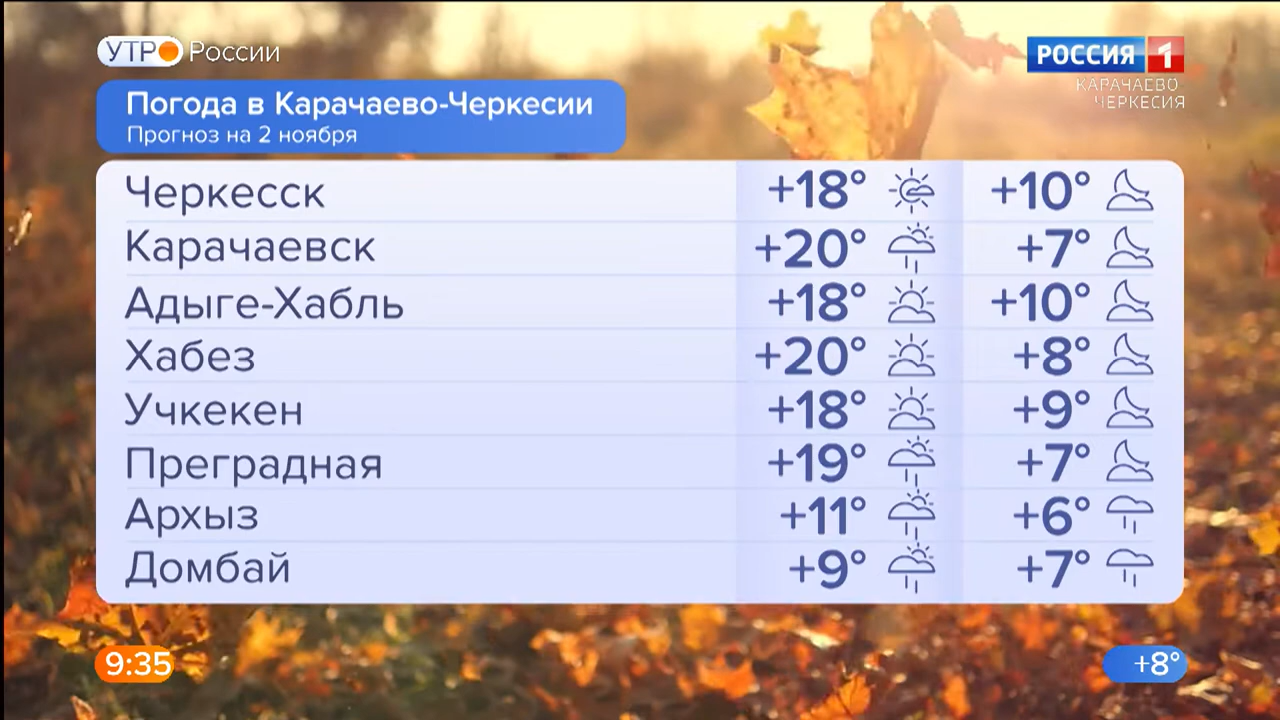 УТРО России
РОССИЯ 1
КАРАЧАЕВО
ЧЕРКЕСИЯ
Погода в Карачаево-Черкесии
Прогноз на 2 ноября
Черкесск +18° +10°
Карачаевск +20° +7°
Адыге-Хабль +18° +10°
Хабез +20° +8°
Учкекен +18° +9°
Преградная +19° +7°
Архыз +11° +6°
Домбай +9° +7°
9:35 +8°